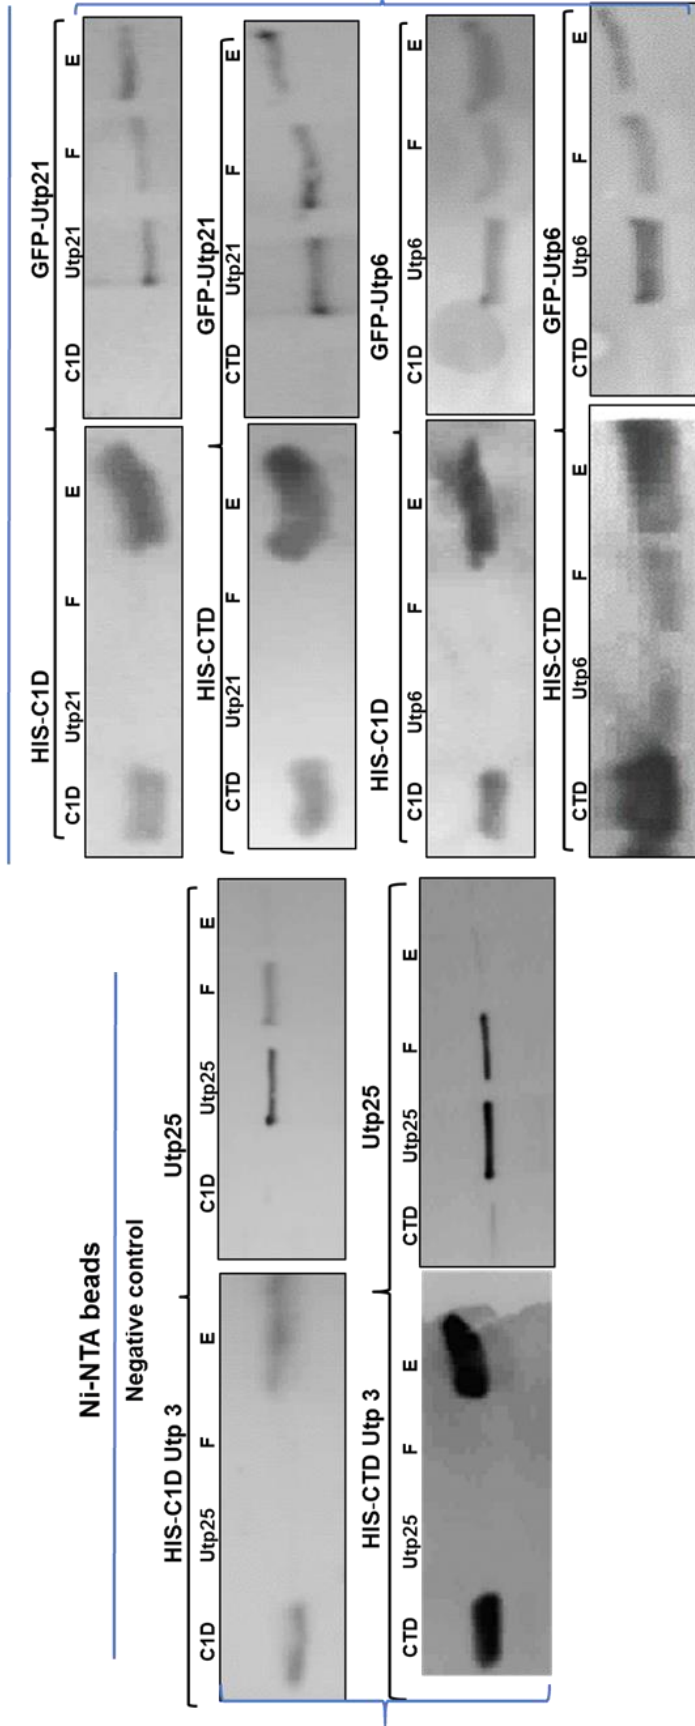 Ni-NTA beads
Negative control
HIS-C1D Utp 3 Utp25
C1D Utp25 F E C1D Utp25 F E
HIS-CTD Utp 3 Utp25
CTD Utp25 F E CTD Utp25 F E
HIS-C1D GFP-Utp21
C1D Utp21 F E C1D Utp21 F E
HIS-CTD GFP-Utp21
CTD Utp21 F E CTD Utp21 F E
HIS-C1D GFP-Utp6
C1D Utp6 F E C1D Utp6 F E
HIS-CTD GFP-Utp6
CTD Utp6 F E CTD Utp6 F E